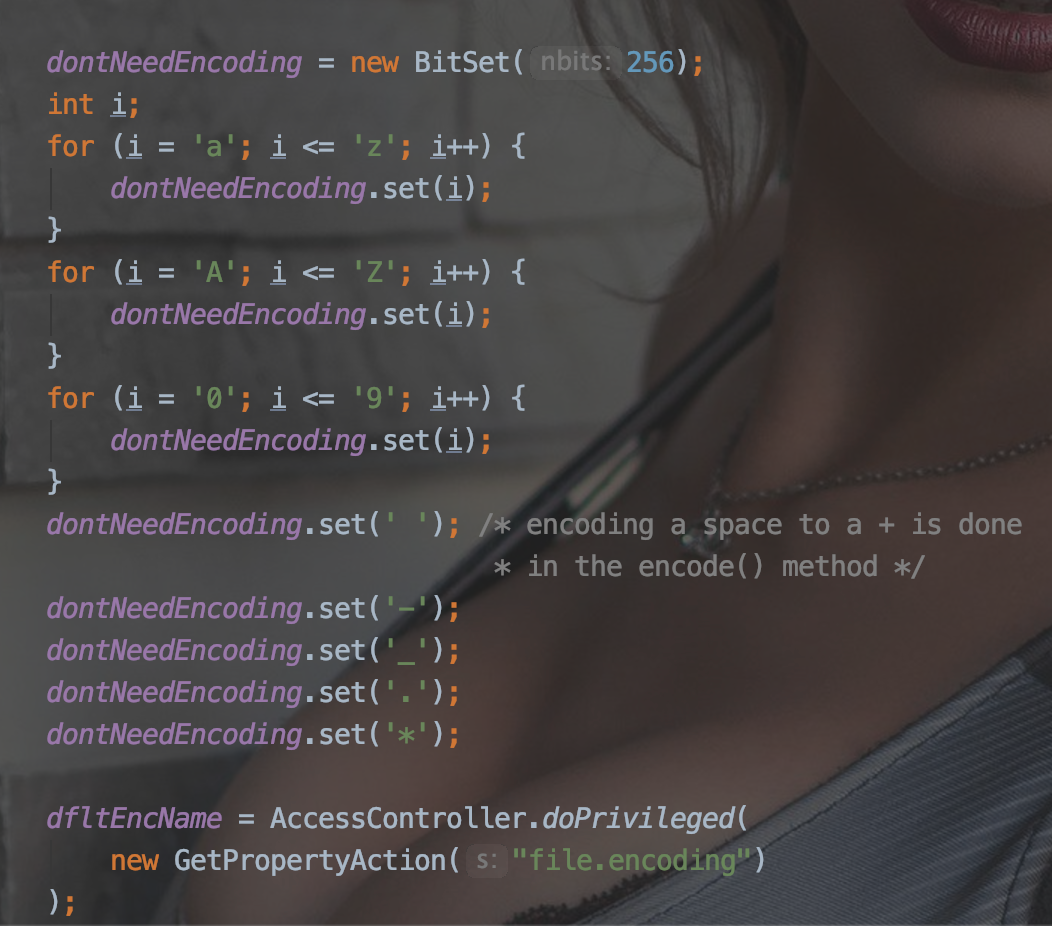 dontNeedEncoding = new BitSet( nbits: 256);
int i;
for (i = 'a'; i <= 'z'; i++) {
    dontNeedEncoding.set(i);
}
for (i = 'A'; i <= 'Z'; i++) {
    dontNeedEncoding.set(i);
}
for (i = '0'; i <= '9'; i++) {
    dontNeedEncoding.set(i);
}
dontNeedEncoding.set(' '); /* encoding a space to a + is done
                            * in the encode() method */
dontNeedEncoding.set('-');
dontNeedEncoding.set('_');
dontNeedEncoding.set('.');
dontNeedEncoding.set('*');

dfltEncName = AccessController.doPrivileged(
    new GetPropertyAction( s: "file.encoding")
);